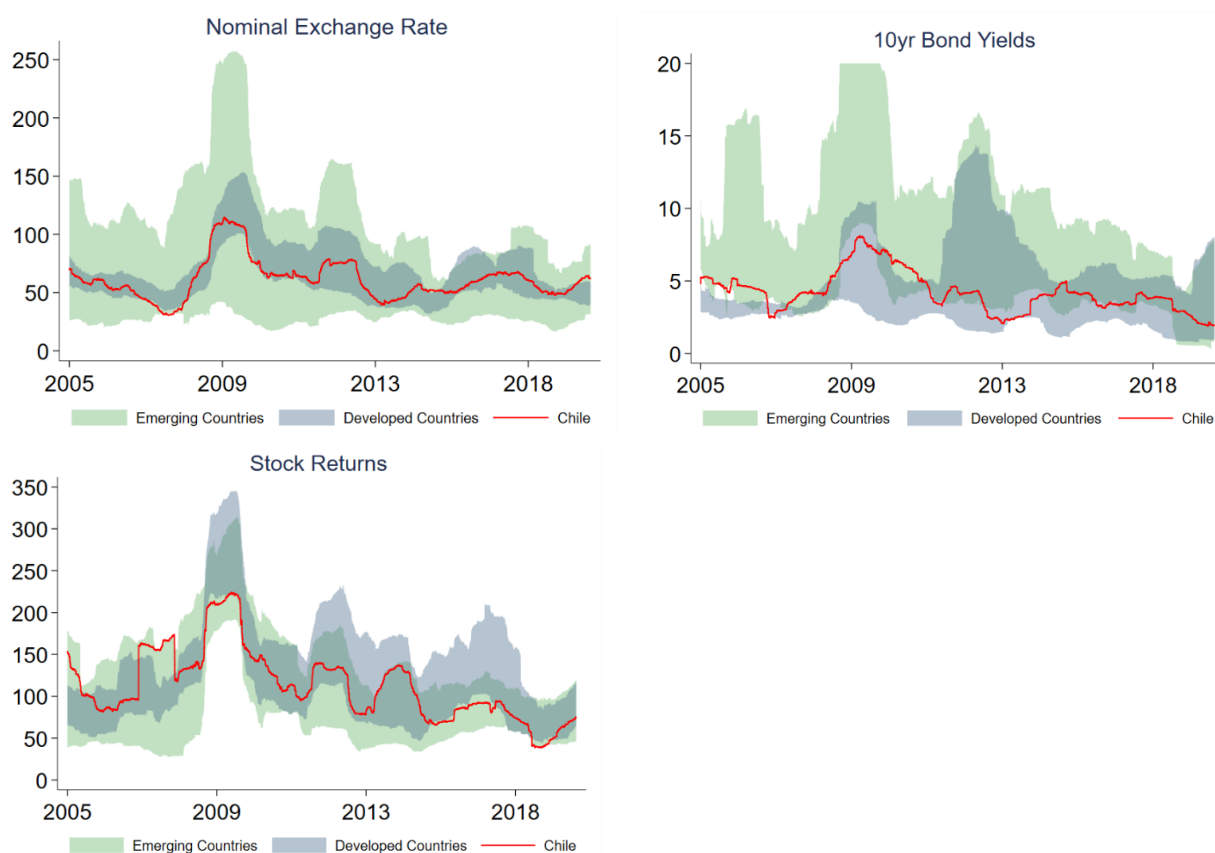 Nominal Exchange Rate
250
200
150
100
50
0
2005 2009 2013 2018
Emerging Countries Developed Countries Chile
10yr Bond Yields
20
15
10
5
0
2005 2009 2013 2018
Emerging Countries Developed Countries Chile
Stock Returns
350
300
250
200
150
100
50
0
2005 2009 2013 2018
Emerging Countries Developed Countries Chile